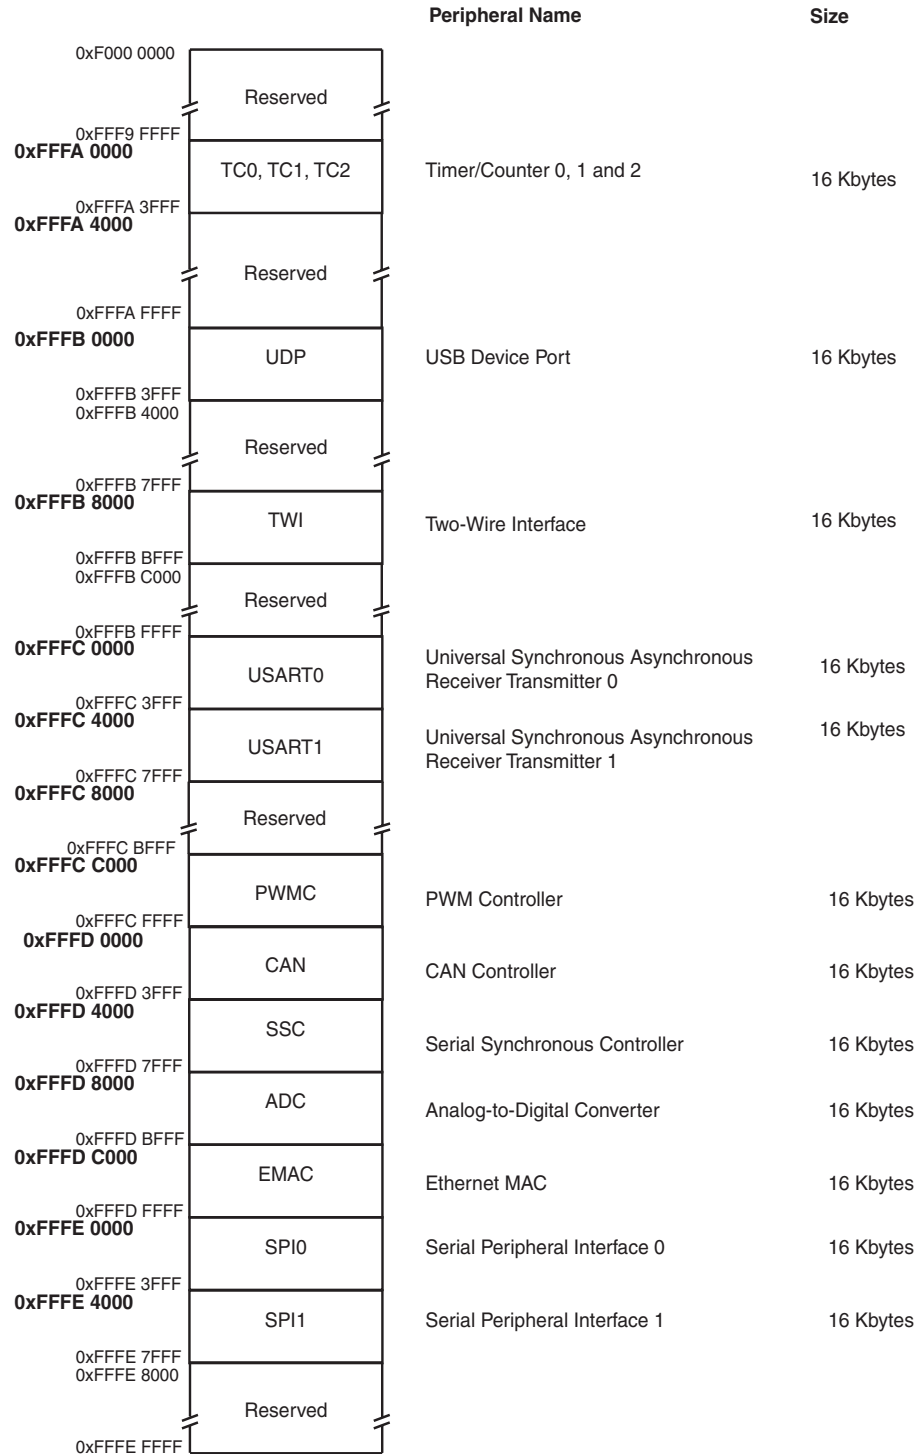 Peripheral Name Size
0xF000 0000
Reserved
0xFFF9 FFFF
0xFFFA 0000
TC0, TC1, TC2 Timer/Counter 0, 1 and 2 16 Kbytes
0xFFFA 3FFF
0xFFFA 4000
Reserved
0xFFFA FFFF
0xFFFB 0000
UDP USB Device Port 16 Kbytes
0xFFFB 3FFF
0xFFFB 4000
Reserved
0xFFFB 7FFF
0xFFFB 8000
TWI Two-Wire Interface 16 Kbytes
0xFFFB BFFF
0xFFFB C000
Reserved
0xFFFB FFFF
0xFFFC 0000
USART0 Universal Synchronous Asynchronous 16 Kbytes
Receiver Transmitter 0
0xFFFC 3FFF
0xFFFC 4000
USART1 Universal Synchronous Asynchronous 16 Kbytes
Receiver Transmitter 1
0xFFFC 7FFF
0xFFFC 8000
Reserved
0xFFFC BFFF
0xFFFC C000
PWMC PWM Controller 16 Kbytes
0xFFFC FFFF
0xFFFD 0000
CAN CAN Controller 16 Kbytes
0xFFFD 3FFF
0xFFFD 4000
SSC Serial Synchronous Controller 16 Kbytes
0xFFFD 7FFF
0xFFFD 8000
ADC Analog-to-Digital Converter 16 Kbytes
0xFFFD BFFF
0xFFFD C000
EMAC Ethernet MAC 16 Kbytes
0xFFFD FFFF
0xFFFE 0000
SPI0 Serial Peripheral Interface 0 16 Kbytes
0xFFFE 3FFF
0xFFFE 4000
SPI1 Serial Peripheral Interface 1 16 Kbytes
0xFFFE 7FFF
0xFFFE 8000
Reserved
0xFFFE FFFF